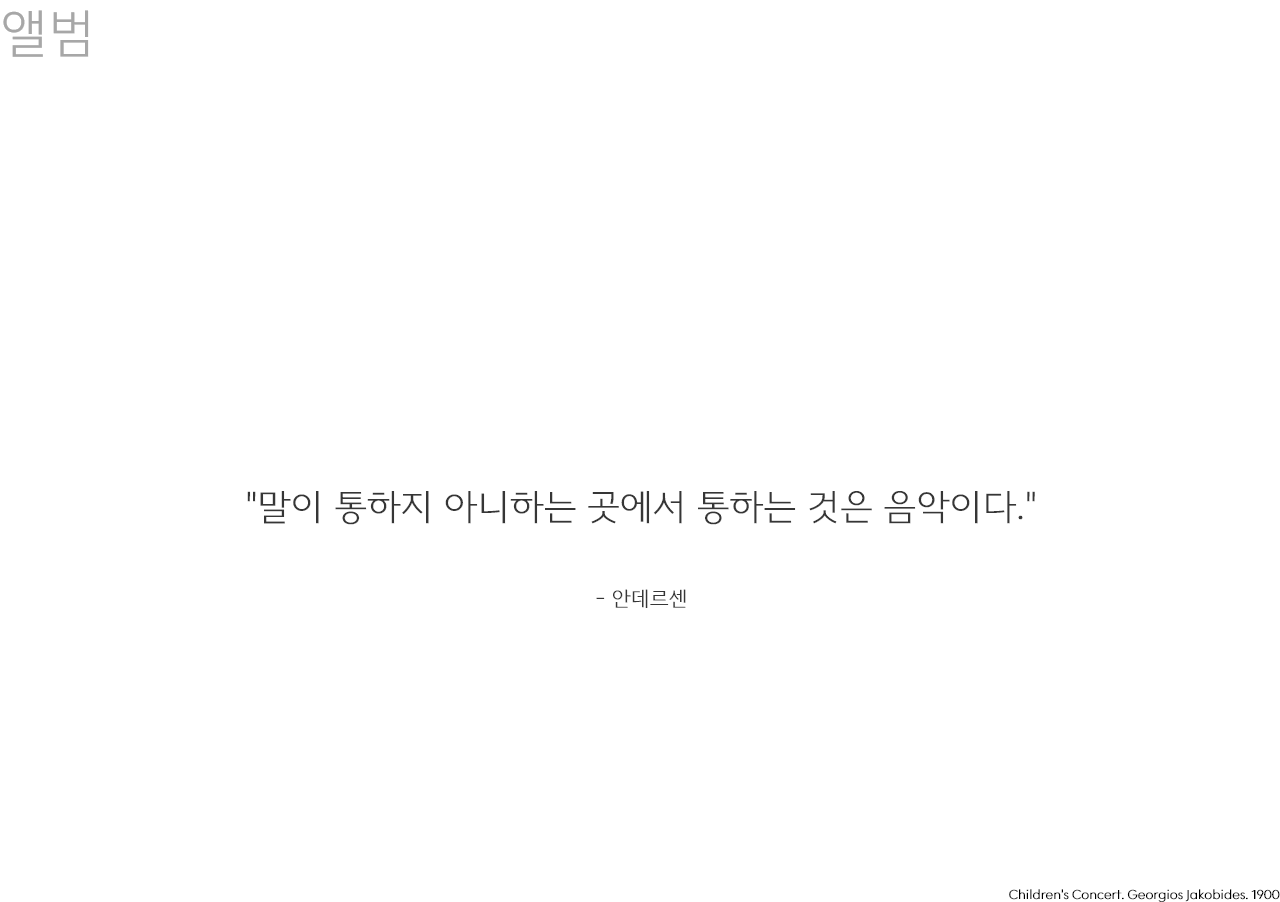 앨범
"말이 통하지 아니하는 곳에서 통하는 것은 음악이다."
- 안데르센
Children's Concert. Georgios Jakobides. 1900